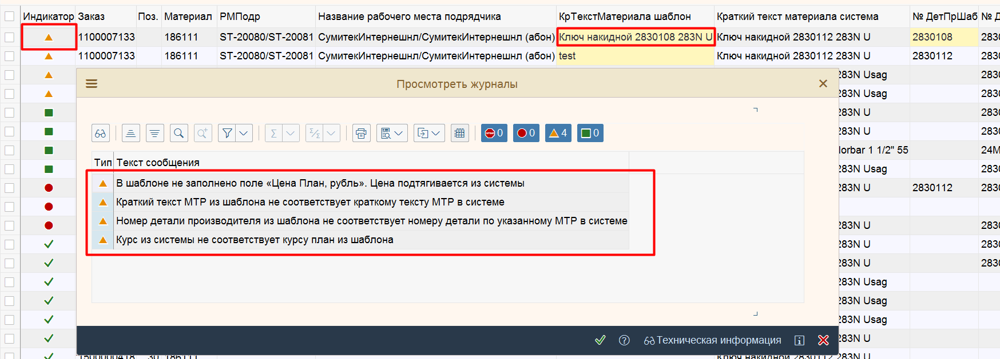 Индикатор Заказ Поз. Материал РМПодр Название рабочего места подрядчика КрТекстМатериала шаблон Краткий текст материала система № ДетПрШаб № Д
1100007133 186111 ST-20080/ST-20081 СумитекИнтернешнл/СумитекИнтернешнл (абон) Ключ накидной 2830108 283N U Ключ накидной 2830112 283N U 2830108 2830
1100007133 186111 ST-20080/ST-20081 СумитекИнтернешнл/СумитекИнтернешнл (абон) test Ключ накидной 2830112 283N U 2830112 2830
283N Usag 2830
Просмотреть журналы
283N Usag 2830
283N U 2830
283N U 2830
STOP 0 0 4 0
lorbar 1 1/2" 55 24M
Тип Текст сообщения
283N Usag 2830
В шаблоне не заполнено поле «Цена План, рубль». Цена подтягивается из системы
283N U 2830112 2830
Краткий текст МТР из шаблона не соответствует краткому тексту МТР в системе
Номер детали производителя из шаблона не соответствует номеру детали по указанному МТР в системе
283N U 2830
Курс из системы не соответствует курсу план из шаблона
283N U 2830
283N U 2830
283N Usag
283N Usag
283N Usag
283N U
Техническая информация
1500000418 30 186111 Ключ накидной 2830112 283N U